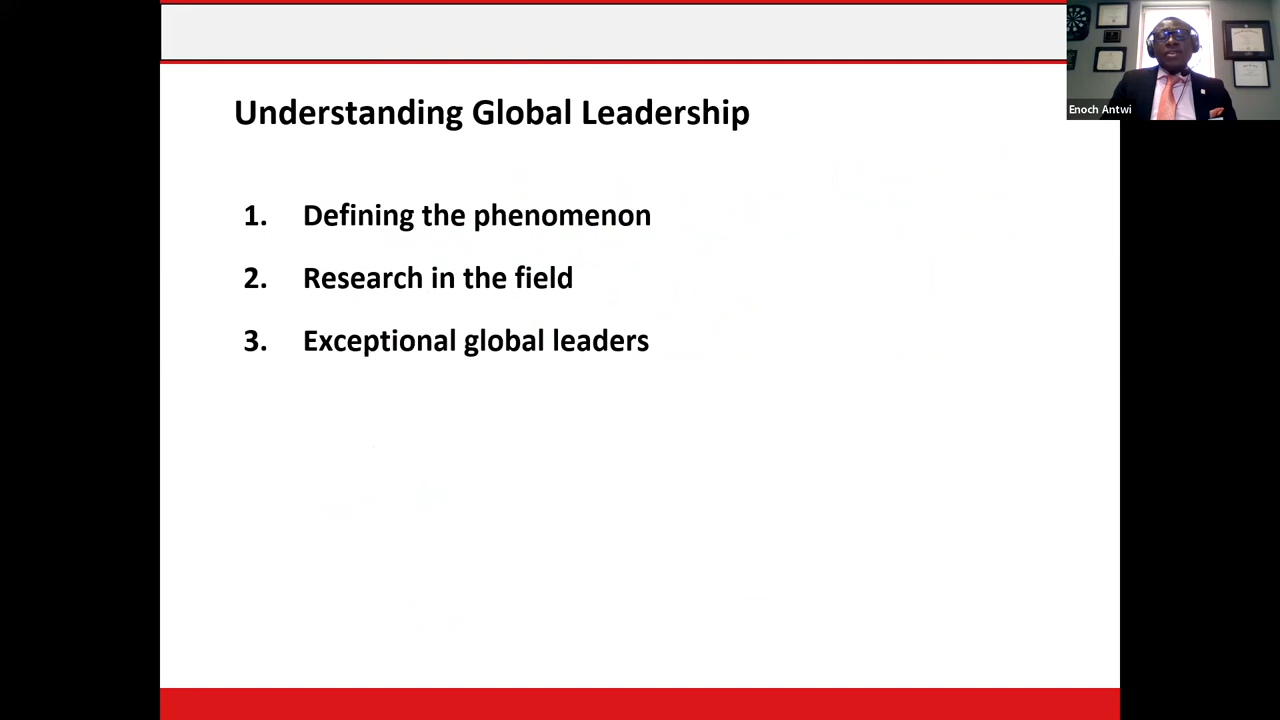 Understanding Global Leadership
1. Defining the phenomenon
2. Research in the field
3. Exceptional global leaders
Enoch Antwi